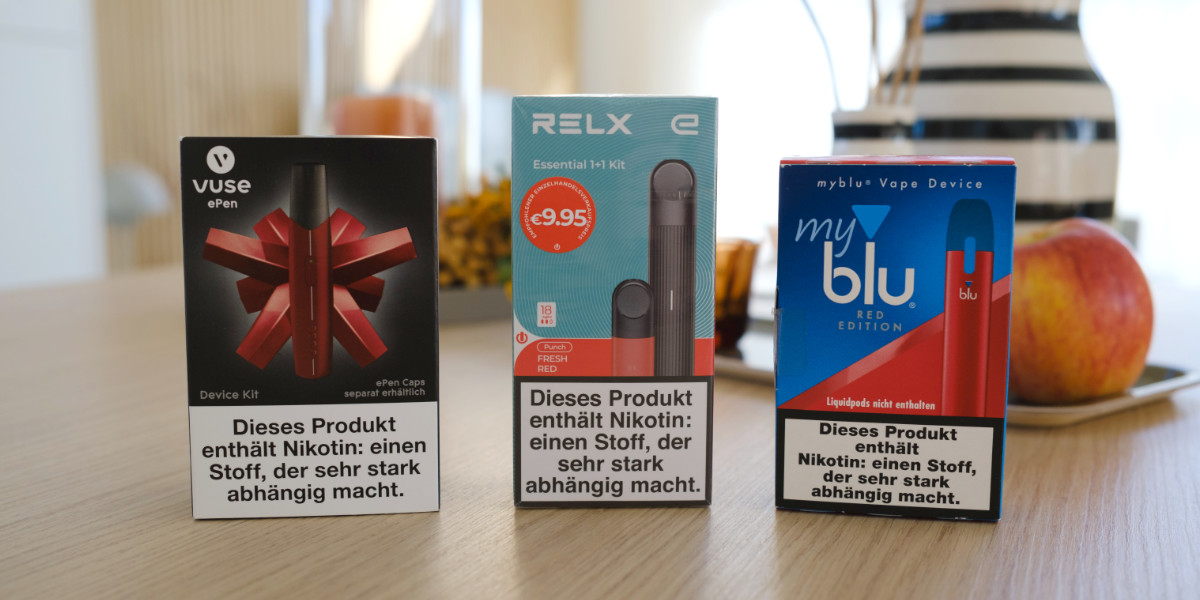 VUSE
ePen
Device Kit
ePen Caps
separat erhältlich
Dieses Produkt
enthält Nikotin: einen
Stoff, der sehr stark
abhängig macht.
RELX
Essential 1+1 Kit
EMPFOHLENER EINZELHANDELSVERKAUFSPREIS
€9.95
18
Punch
FRESH
RED
Dieses Produkt
enthält Nikotin:
einen Stoff, der
sehr stark
abhängig macht.
myblu® Vape Device
my
blu®
RED
EDITION
blu
Liquidpods nicht enthalten
Dieses Produkt
enthält
Nikotin: einen Stoff,
der sehr stark
abhängig macht.